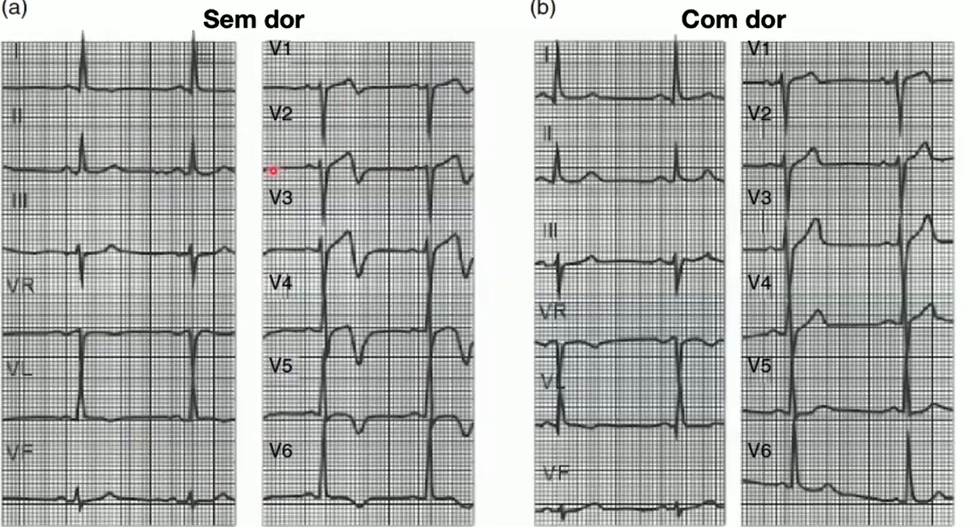 (a)
Sem dor
I
II
III
VR
VL
VF
V1
V2
V3
V4
V5
V6
(b)
Com dor
I
II
III
VR
VL
VF
V1
V2
V3
V4
V5
V6